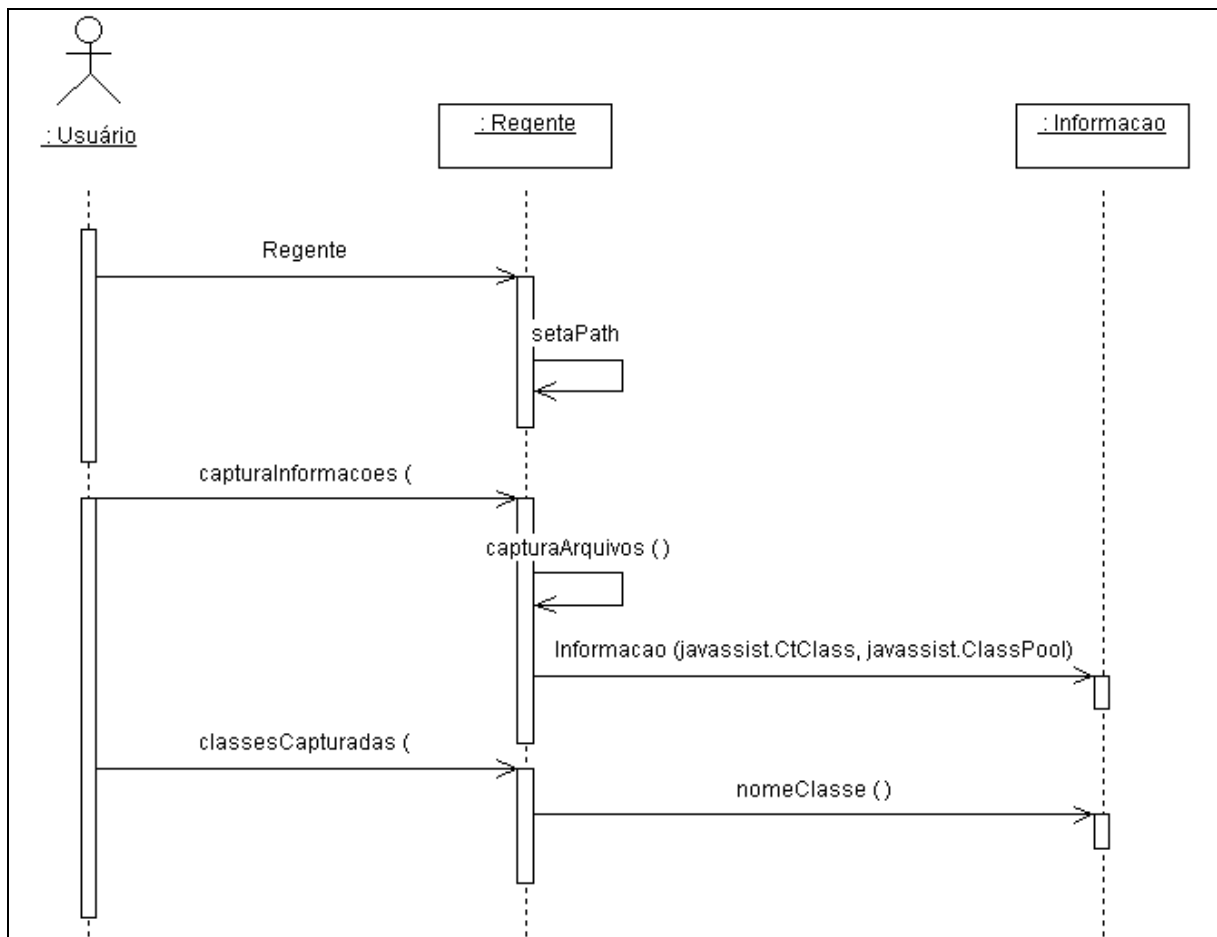 : Usuário
: Regente
: Informacao
Regente
setaPath
capturaInformacoes (
capturaArquivos ()
Informacao (javassist.CtClass, javassist.ClassPool)
classesCapturadas (
nomeClasse ()